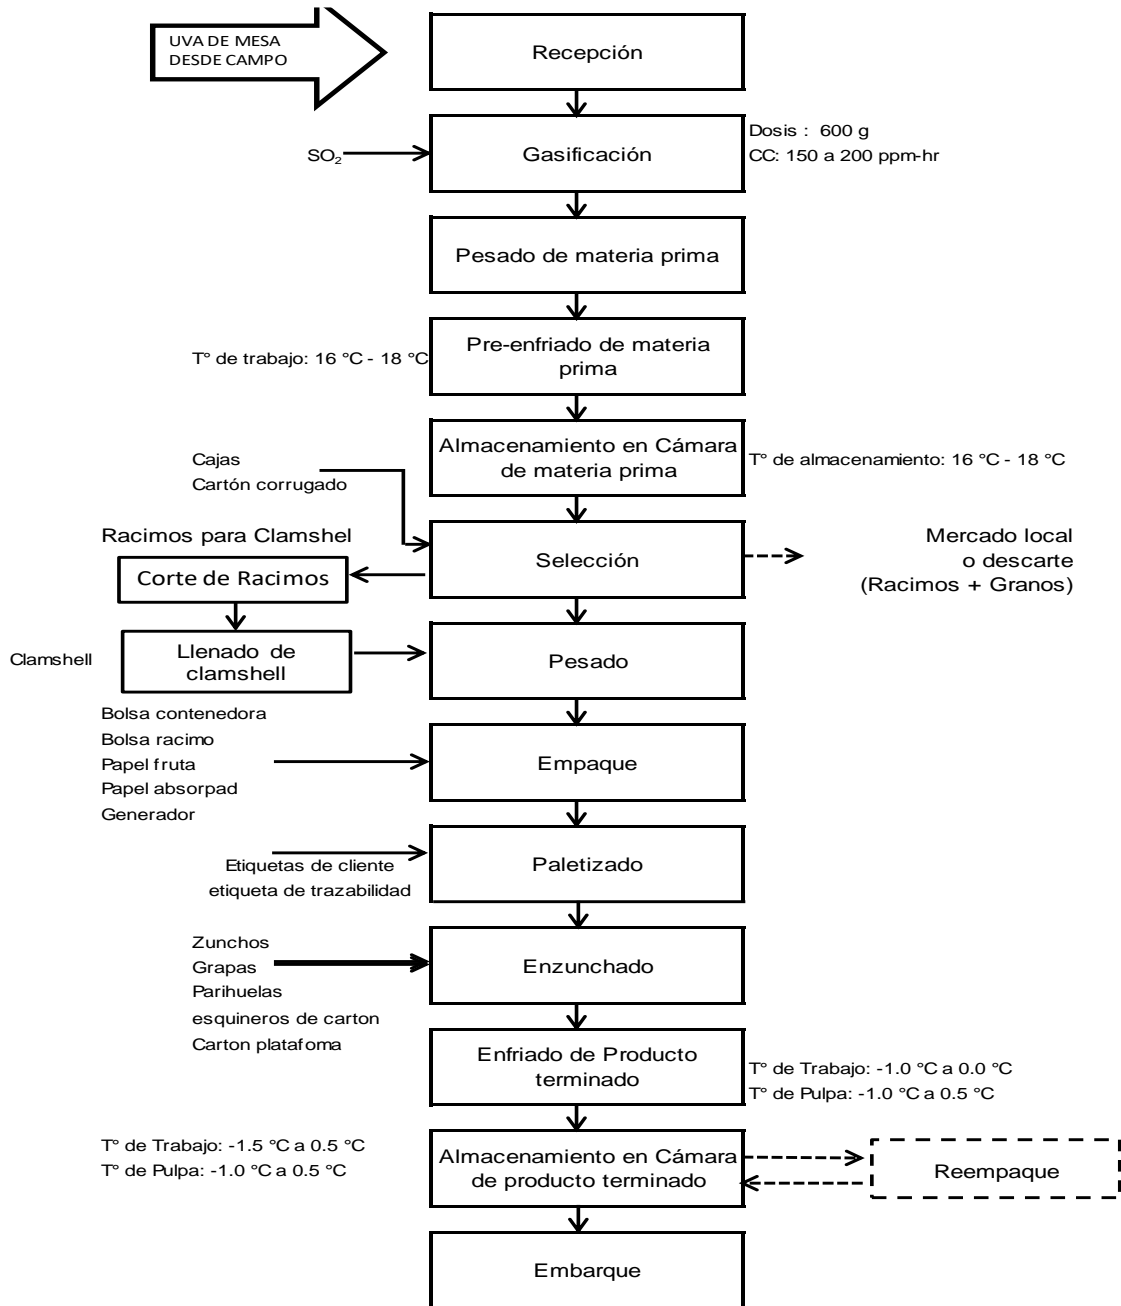 UVA DE MESA
DESDE CAMPO
Recepción
SO₂
Gasificación
Dosis : 600 g
CC: 150 a 200 ppm-hr
Pesado de materia prima
T° de trabajo: 16 °C - 18 °C
Pre-enfriado de materia
prima
Almacenamiento en Cámara
de materia prima
T° de almacenamiento: 16 °C - 18 °C
Cajas
Cartón corrugado
Selección
Mercado local
o descarte
(Racimos + Granos)
Racimos para Clamshel
Corte de Racimos
Clamshell
Llenado de
clamshell
Pesado
Bolsa contenedora
Bolsa racimo
Papel fruta
Papel absorpad
Generador
Empaque
Etiquetas de cliente
etiqueta de trazabilidad
Paletizado
Zunchos
Grapas
Parihuelas
esquineros de carton
Carton platafoma
Enzunchado
Enfriado de Producto
terminado
T° de Trabajo: -1.0 °C a 0.0 °C
T° de Pulpa: -1.0 °C a 0.5 °C
T° de Trabajo: -1.5 °C a 0.5 °C
T° de Pulpa: -1.0 °C a 0.5 °C
Almacenamiento en Cámara
de producto terminado
Reempaque
Embarque